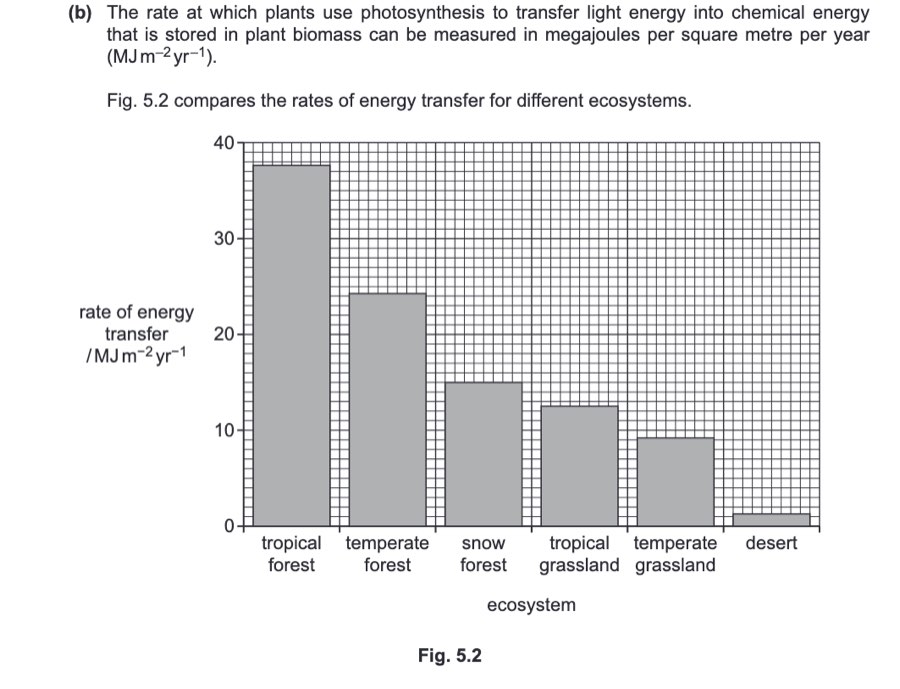 (b) The rate at which plants use photosynthesis to transfer light energy into chemical energy
that is stored in plant biomass can be measured in megajoules per square metre per year
(MJ m⁻² yr⁻¹).
Fig. 5.2 compares the rates of energy transfer for different ecosystems.
40
30
rate of energy
transfer
/ MJ m⁻² yr⁻¹
20
10
0
tropical forest
temperate forest
snow forest
tropical grassland
temperate grassland
desert
ecosystem
Fig. 5.2